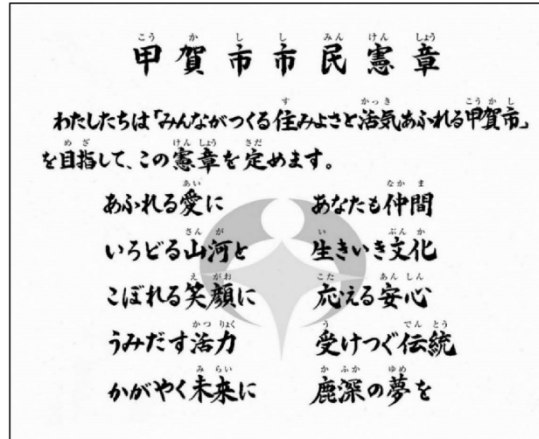 甲賀市市民憲章
わたしたちは「みんながつくる住みよさと活気あふれる甲賀市」
を目指して、この憲章を定めます。
あふれる愛に　あなたも仲間
いろどる山河と　生きいき文化
こぼれる笑顔に　応える安心
うみだす活力　受けつぐ伝統
かがやく未来に　鹿深の夢を